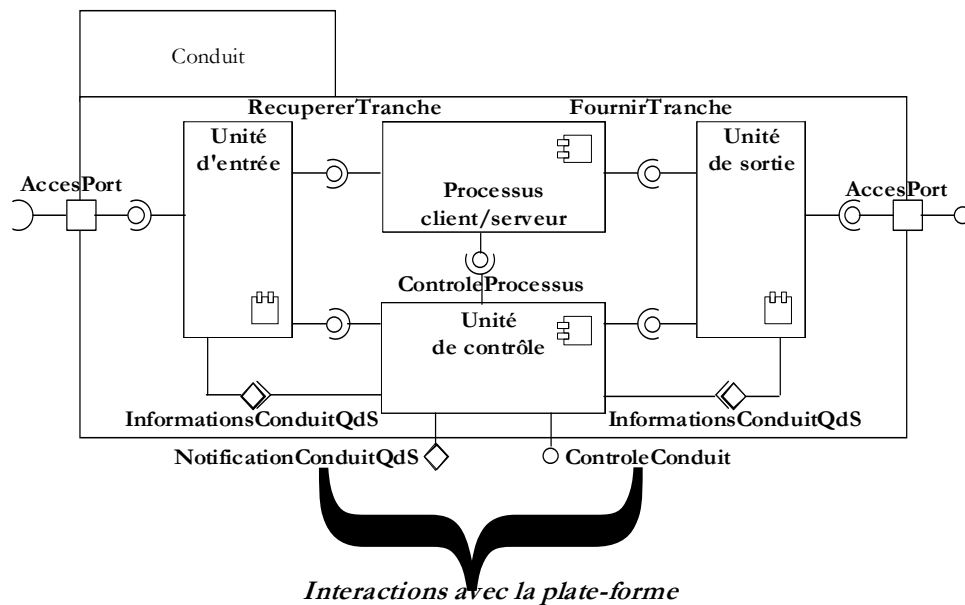 Conduit
RecupererTranche
FournirTranche
Unité
d'entrée
Processus
client/serveur
Unité
de sortie
AccesPort
AccesPort
ControleProcessus
Unité
de contrôle
InformationsConduitQdS
InformationsConduitQdS
NotificationConduitQdS
ControleConduit
Interactions avec la plate-forme